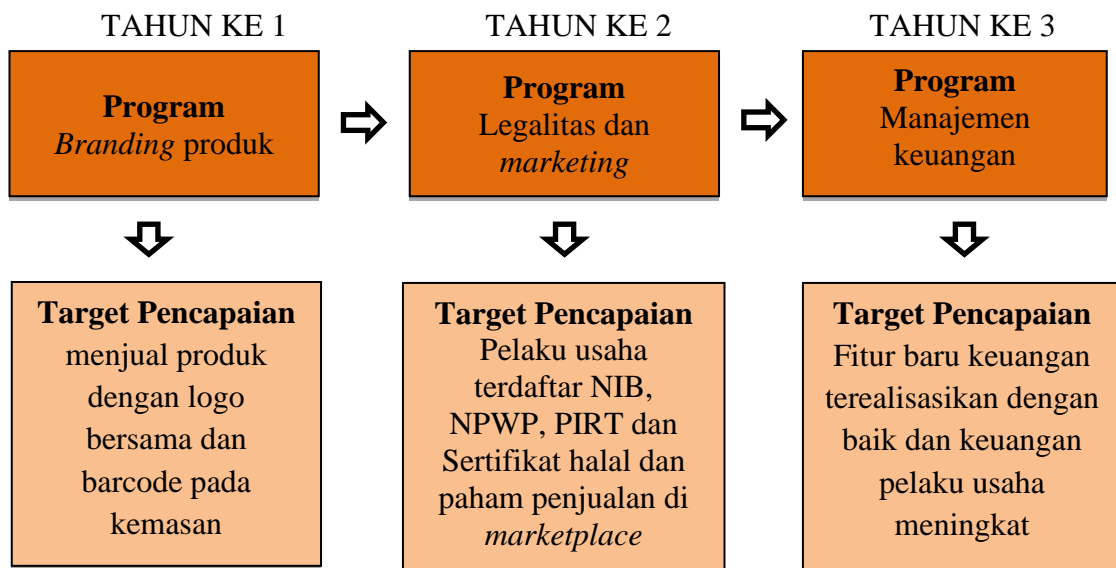 TAHUN KE 1
TAHUN KE 2
TAHUN KE 3
Program
Branding produk
Program
Legalitas dan
marketing
Program
Manajemen
keuangan
Target Pencapaian
menjual produk
dengan logo
bersama dan
barcode pada
kemasan
Target Pencapaian
Pelaku usaha
terdaftar NIB,
NPWP, PIRT dan
Sertifikat halal dan
paham penjualan di
marketplace
Target Pencapaian
Fitur baru keuangan
terealisasikan dengan
baik dan keuangan
pelaku usaha
meningkat